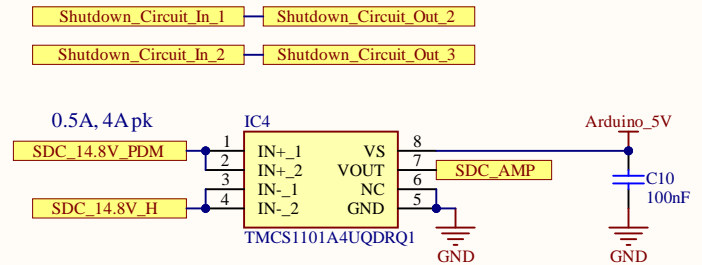 Shutdown_Circuit_In_1 Shutdown_Circuit_Out_2
Shutdown_Circuit_In_2 Shutdown_Circuit_Out_3
0.5A, 4Apk IC4 Arduino_5V
SDC_14.8V_PDM 1 IN+_1 VS 8
2 IN+_2 VOUT 7 SDC_AMP
3 IN-_1 NC 6 C10
SDC_14.8V_H 4 IN-_2 GND 5 100nF
TMCS1101A4UQDRQ1
GND GND